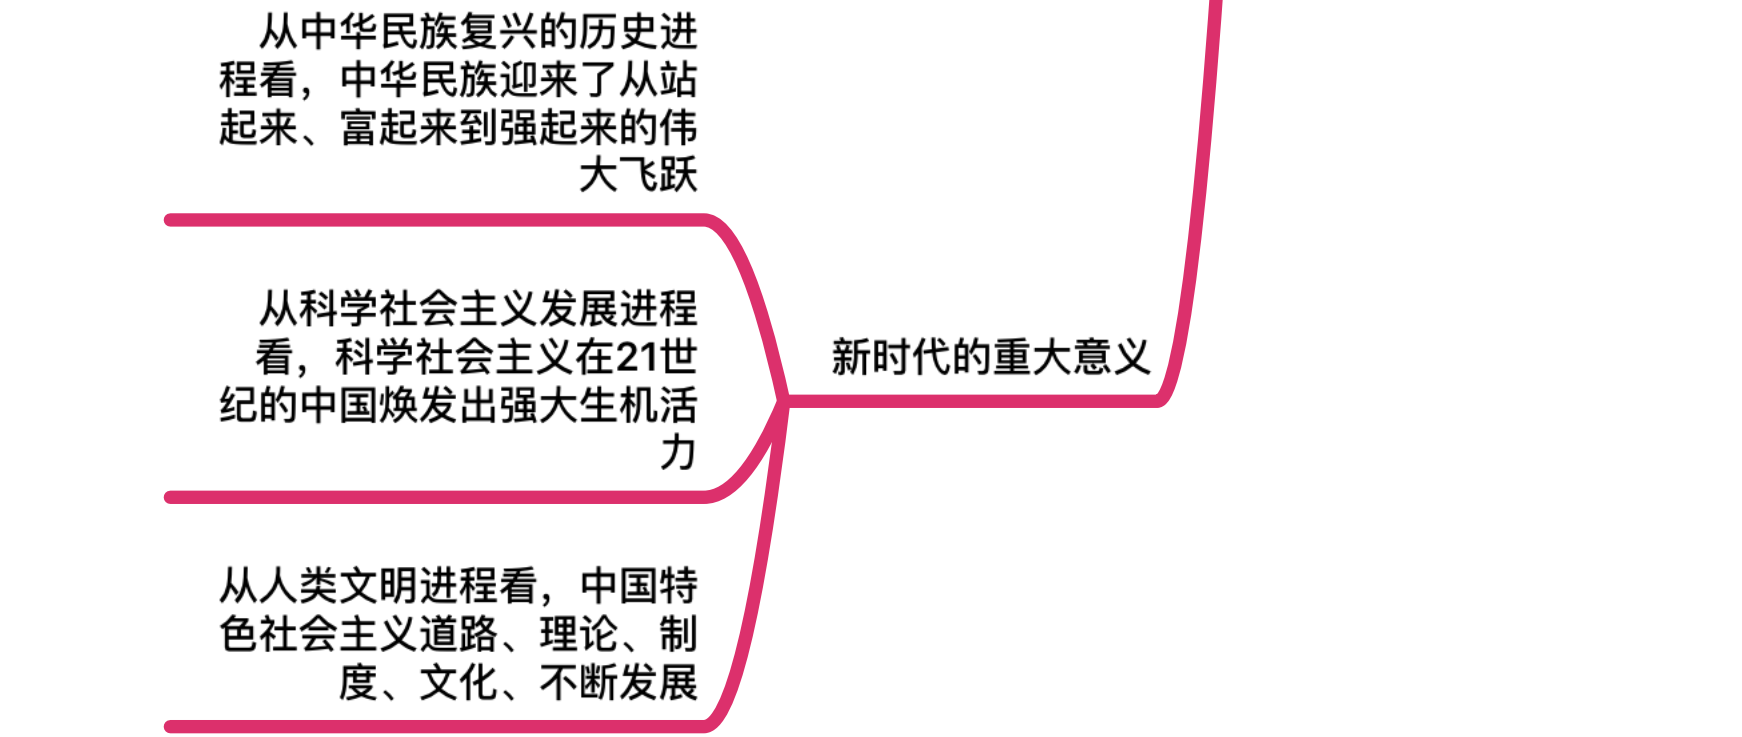 从中华民族复兴的历史进
程看，中华民族迎来了从站
起来、富起来到强起来的伟
大飞跃
从科学社会主义发展进程
看，科学社会主义在21世
纪的中国焕发出强大生机活
力
新时代的重大意义
从人类文明进程看，中国特
色社会主义道路、理论、制
度、文化、不断发展